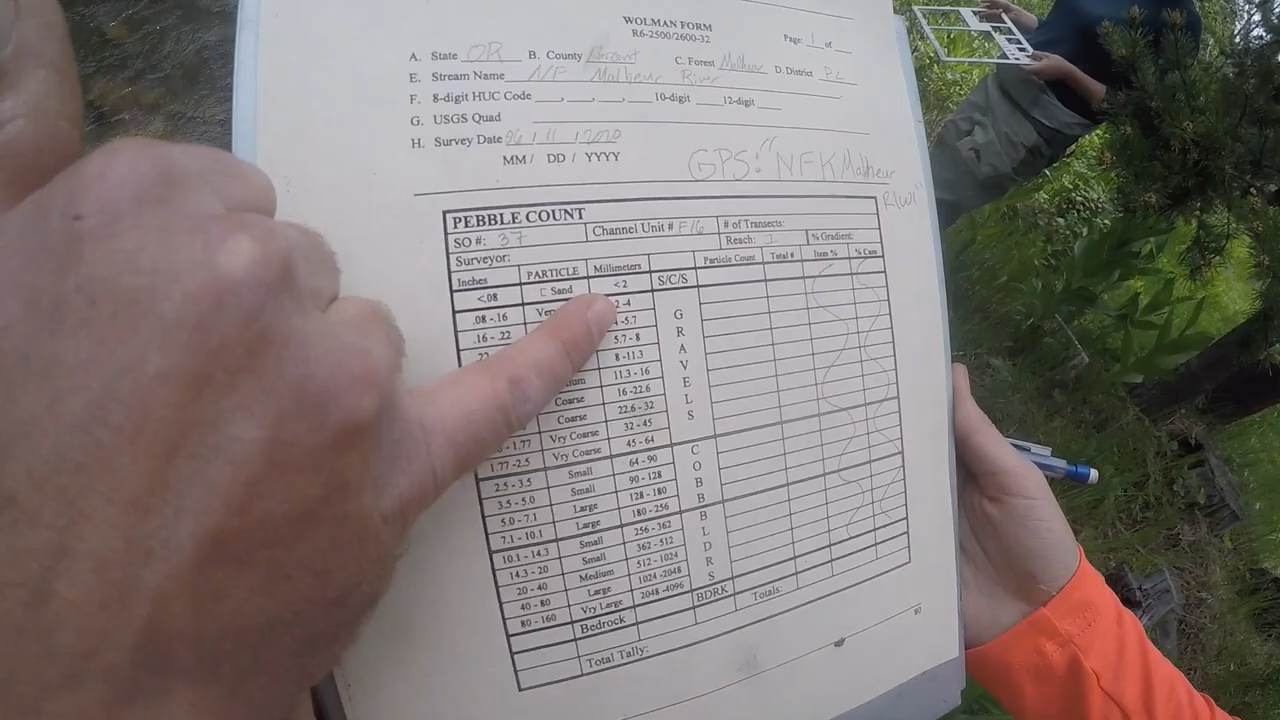 WOLMAN FORM
R6-2500/2600-32
Page: 1 of
A. State OR B. County C. Forest Malheur D. District
E. Stream Name NF Malheur River
F. 8-digit HUC Code 10-digit 12-digit
G. USGS Quad
H. Survey Date 06/11/2020
MM / DD / YYYY
GPS: "NFK Malheur
PEBBLE COUNT
SO #: 37 Channel Unit # F16 # of Transects:
Surveyor: Reach: 1 % Gradient:
Inches PARTICLE Millimeters S/C/S Particle Count Total # Item % % Cum
<.08 Sand <2
.08 -.16 2-4
.16 - .22 -5.7
.22 5.7 - 8
8 -11.3
11.3 - 16
Coarse 16 -22.6
Coarse 22.6 - 32
- 1.77 Vry Coarse 32 - 45
1.77 -2.5 Vry Coarse 45 - 64
GRAVELS
2.5 - 3.5 Small 64 - 90
3.5 - 5.0 Small 90 - 128
5.0 - 7.1 Large 128 - 180
7.1 - 10.1 Large 180 - 256
COBB
10.1 - 14.3 Small 256 - 362
14.3 - 20 Small 362 - 512
20 - 40 Medium 512 - 1024
40 - 80 Large 1024 -2048
80 - 160 Vry Large 2048 -4096
BLDRS
Bedrock BDRK Totals:
Total Tally:
80